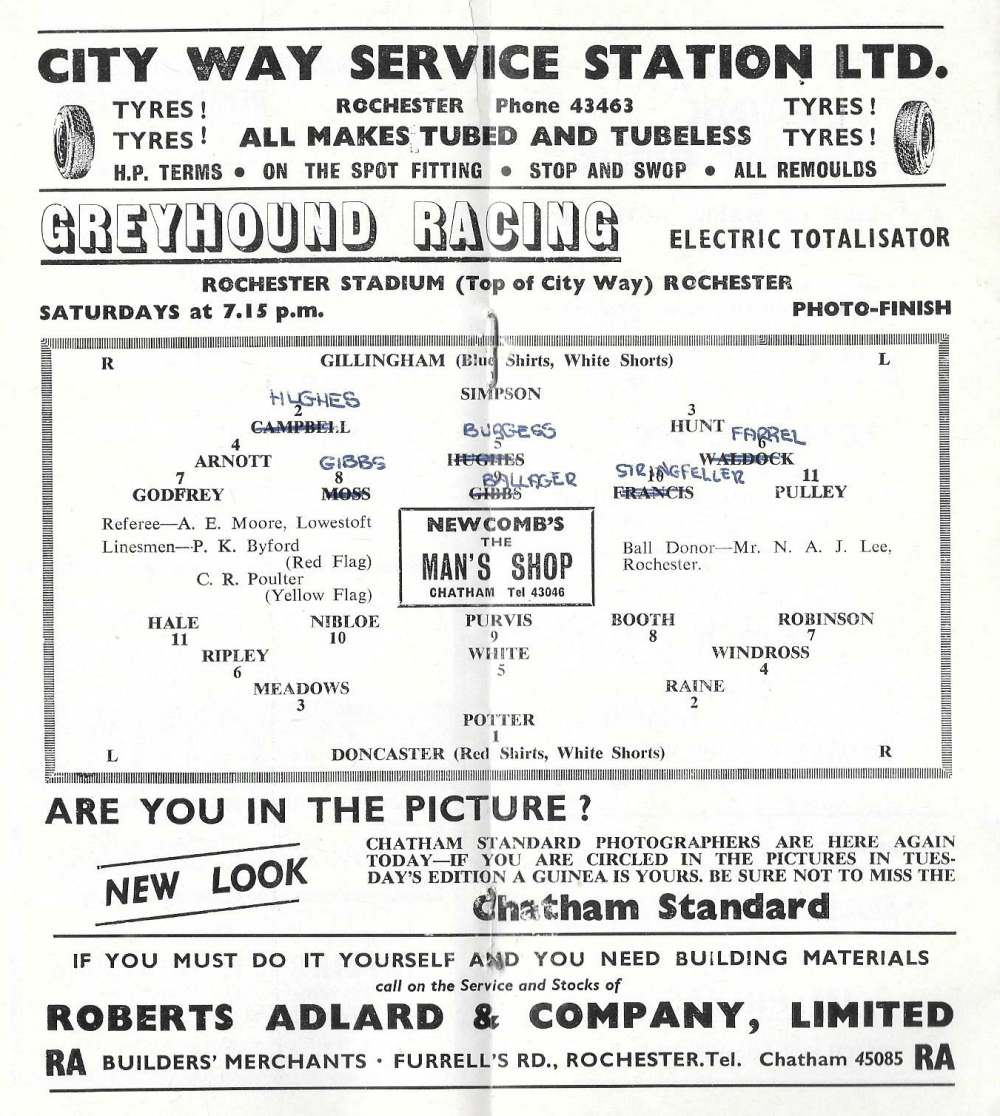 CITY WAY SERVICE STATION LTD.
TYRES! ROCHESTER Phone 43463 TYRES!
TYRES! ALL MAKES TUBED AND TUBELESS TYRES!
H.P. TERMS • ON THE SPOT FITTING • STOP AND SWOP • ALL REMOULDS
GREYHOUND RACING ELECTRIC TOTALISATOR
ROCHESTER STADIUM (Top of City Way) ROCHESTER
SATURDAYS at 7.15 p.m. PHOTO-FINISH
R GILLINGHAM (Blue Shirts, White Shorts) L
1
SIMPSON
HUGHES
2 3
CAMPBELL BURGESS HUNT FARREL
4 5 6
ARNOTT GIBBS HUGHES STRINGFELLER WALDOCK
7 8 9 BALLAGER 10 11
GODFREY MOSS GIBBS FRANCIS PULLEY
Referee—A. E. Moore, Lowestoft
Linesmen—P. K. Byford
(Red Flag)
C. R. Poulter
(Yellow Flag)
NEWCOMB'S
THE
MAN'S SHOP
CHATHAM Tel 43046
Ball Donor—Mr. N. A. J. Lee,
Rochester.
HALE NIBLOE PURVIS BOOTH ROBINSON
11 10 9 8 7
RIPLEY WHITE WINDROSS
6 5 4
MEADOWS RAINE
3 2
POTTER
1
L DONCASTER (Red Shirts, White Shorts) R
ARE YOU IN THE PICTURE?
NEW LOOK
CHATHAM STANDARD PHOTOGRAPHERS ARE HERE AGAIN
TODAY—IF YOU ARE CIRCLED IN THE PICTURES IN TUES-
DAY'S EDITION A GUINEA IS YOURS. BE SURE NOT TO MISS THE
Chatham Standard
IF YOU MUST DO IT YOURSELF AND YOU NEED BUILDING MATERIALS
call on the Service and Stocks of
ROBERTS ADLARD & COMPANY, LIMITED
RA BUILDERS' MERCHANTS · FURRELL'S RD., ROCHESTER. Tel. Chatham 45085 RA